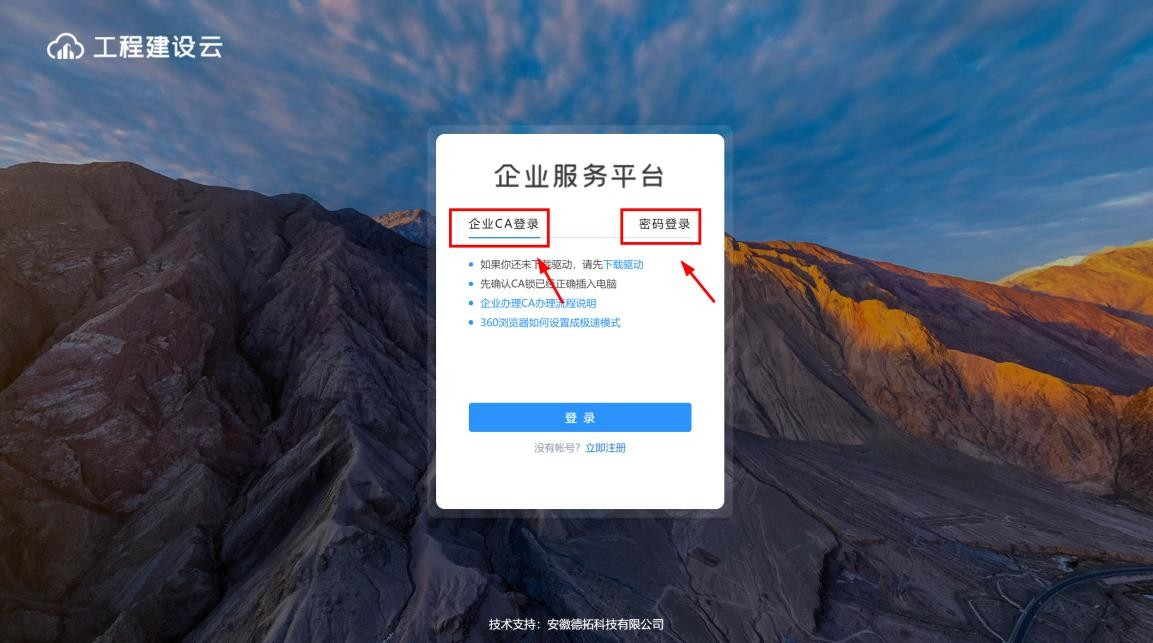 工程建设云
企业服务平台
企业CA登录 密码登录
如果你还未下载驱动，请先下载驱动
先确认CA锁已经正确插入电脑
企业办理CA办理流程说明
360浏览器如何设置成极速模式
登 录
没有帐号？立即注册
技术支持：安徽德拓科技有限公司